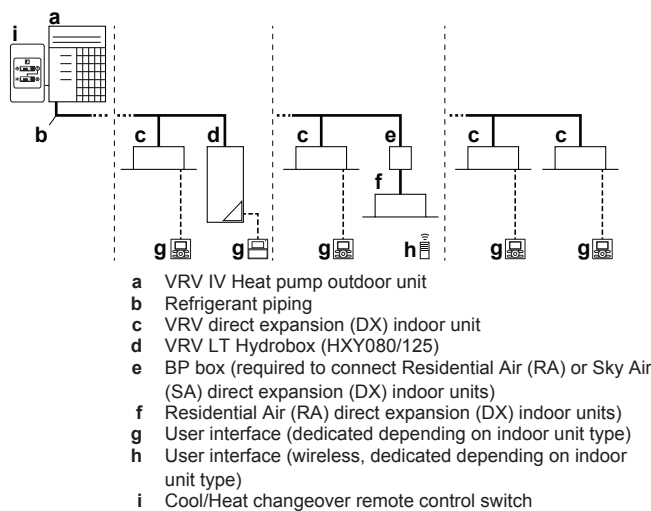 a
i
b
c d c e c c
f
g g g h g g
a VRV IV Heat pump outdoor unit
b Refrigerant piping
c VRV direct expansion (DX) indoor unit
d VRV LT Hydrobox (HXY080/125)
e BP box (required to connect Residential Air (RA) or Sky Air
(SA) direct expansion (DX) indoor units)
f Residential Air (RA) direct expansion (DX) indoor units)
g User interface (dedicated depending on indoor unit type)
h User interface (wireless, dedicated depending on indoor
unit type)
i Cool/Heat changeover remote control switch